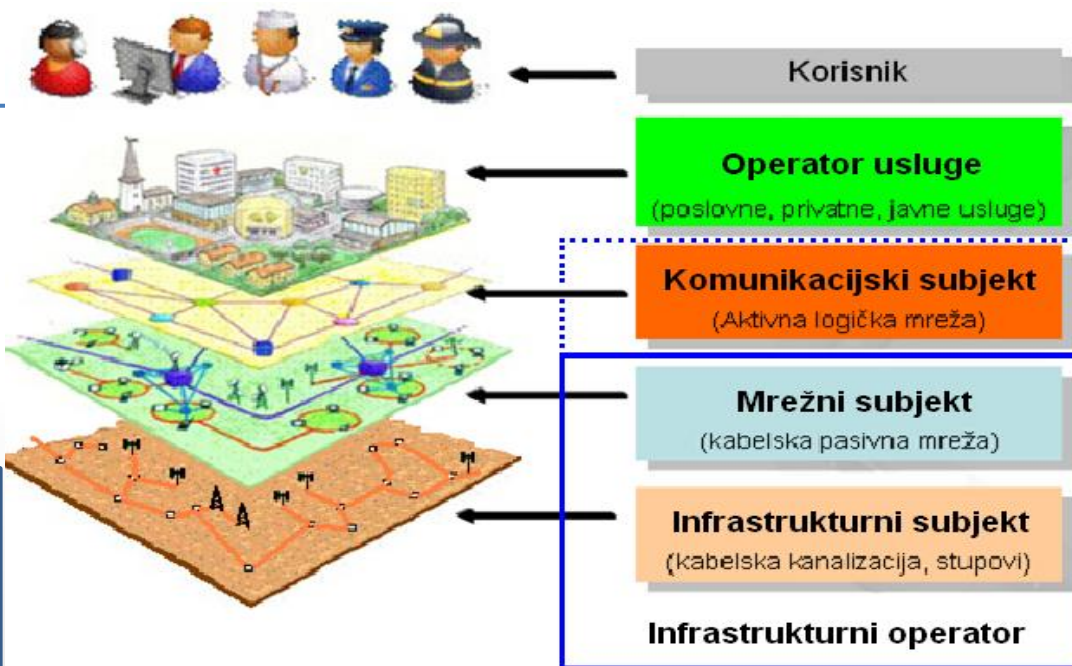 Korisnik
Operator usluge
(poslovne, privatne, javne usluge)
Komunikacijski subjekt
(Aktivna logička mreža)
Mrežni subjekt
(kabelska pasivna mreža)
Infrastrukturni subjekt
(kabelska kanalizacija, stupovi)
Infrastrukturni operator